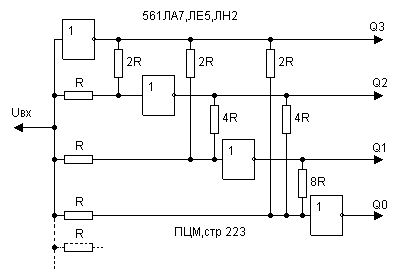 561ЛА7,ЛЕ5,ЛН2
1 Q3
2R 2R 2R
R 1 Q2
4R 4R
Uвх
R 1 Q1
8R
R 1 Q0
R ПЦМ,стр 223